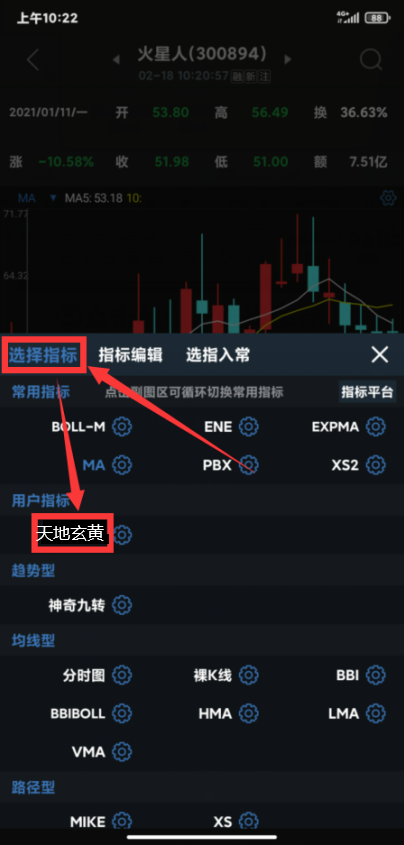 上午10:22
4G+ 88
火星人(300894)
02-18 10:20:57 融 新 注
2021/01/11/一 开 53.80 高 56.49 换 36.63%
涨 -10.58% 收 51.98 低 51.00 额 7.51亿
MA MA5: 53.18 10:
71.77
64.32
选择指标 指标编辑 选指入常
常用指标 点击副图区可循环切换常用指标 指标平台
BOLL-M ENE EXPMA
MA PBX XS2
用户指标
天地玄黄
趋势型
神奇九转
均线型
分时图 裸K线 BBI
BBIBOLL HMA LMA
VMA
路径型
MIKE XS